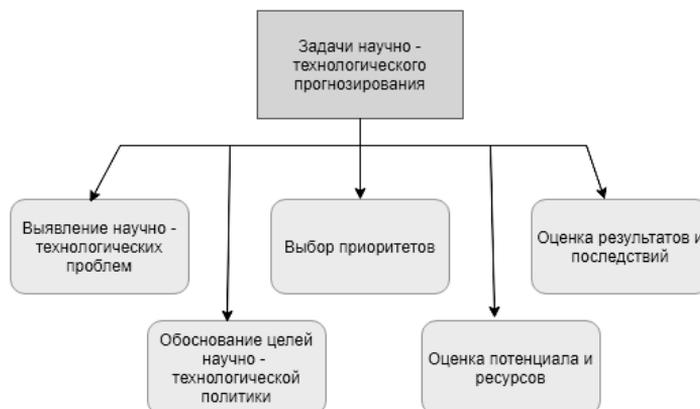 Задачи научно -
технологического
прогнозирования
Выявление научно -
технологических
проблем
Выбор приоритетов
Оценка результатов и
последствий
Обоснование целей
научно -
технологической
политики
Оценка потенциала и
ресурсов